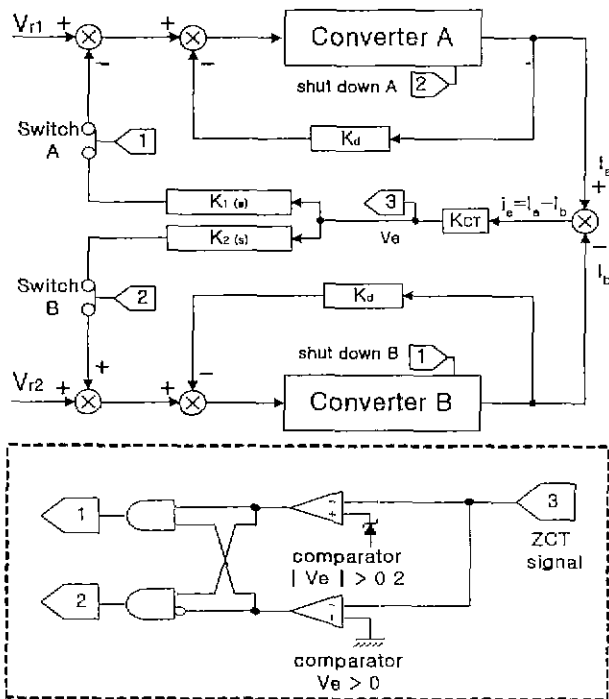 Vr1 + + Converter A
−
−
shut down A 2
Switch A 1
Kd
Ia
+
K1 (s)
3
Ve
KCT
ie=Ia−Ib
−
K2 (s)
Ib
Switch B 2
Kd
+
−
shut down B 1
Vr2 + + Converter B
1
3
ZCT signal
comparator
| Ve | > 0 2
2
comparator
Ve > 0